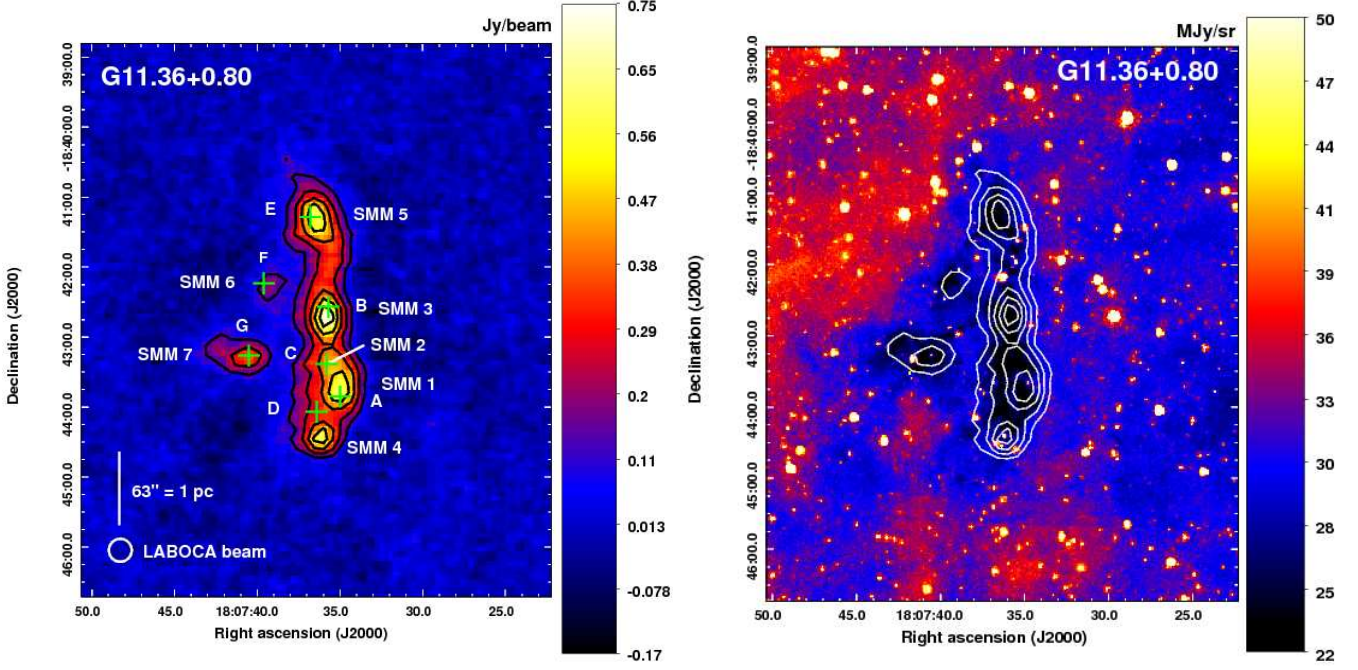 Jy/beam
G11.36+0.80
0.75
0.65
0.56
0.47
0.38
0.29
0.2
0.11
0.013
-0.078
-0.17
Declination (J2000)
39:00.0
-18:40:00.0
41:00.0
42:00.0
43:00.0
44:00.0
45:00.0
46:00.0
E
SMM 5
F
SMM 6
B
SMM 3
G
SMM 7
C
SMM 2
SMM 1
A
D
SMM 4
63" = 1 pc
LABOCA beam
50.0 45.0 18:07:40.0 35.0 30.0 25.0
Right ascension (J2000)
MJy/sr
G11.36+0.80
50
47
44
41
39
36
33
30
28
25
22
Declination (J2000)
39:00.0
-18:40:00.0
41:00.0
42:00.0
43:00.0
44:00.0
45:00.0
46:00.0
50.0 45.0 18:07:40.0 35.0 30.0 25.0
Right ascension (J2000)